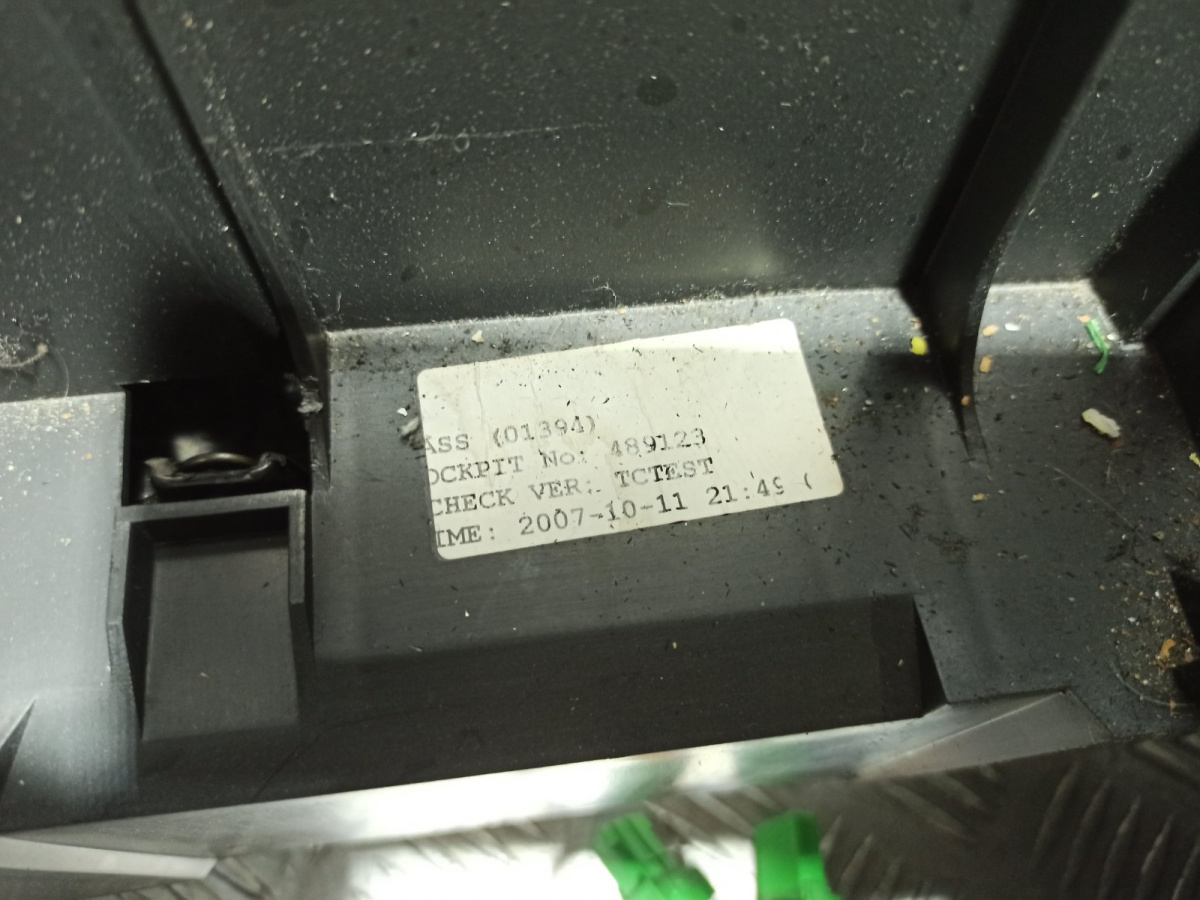 ASS (01394)
OCKPIT No: 489123
CHECK VER: TCTEST
IME: 2007-10-11 21:49 (